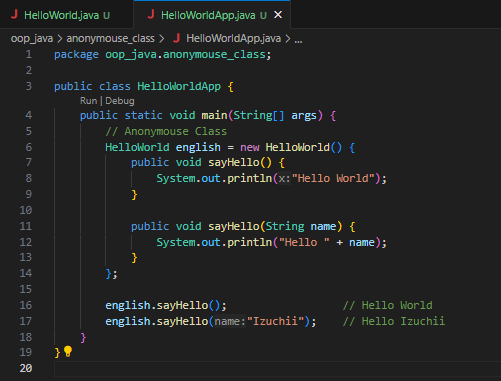 HelloWorld.java U HelloWorldApp.java U ×
oop_java > anonymouse_class > HelloWorldApp.java > ...
1 package oop_java.anonymouse_class;
2
3 public class HelloWorldApp {
Run | Debug
4 public static void main(String[] args) {
5 // Anonymouse Class
6 HelloWorld english = new HelloWorld() {
7 public void sayHello() {
8 System.out.println(x:"Hello World");
9 }
10
11 public void sayHello(String name) {
12 System.out.println("Hello " + name);
13 }
14 };
15
16 english.sayHello(); // Hello World
17 english.sayHello(name:"Izuchii"); // Hello Izuchii
18 }
19 }
20